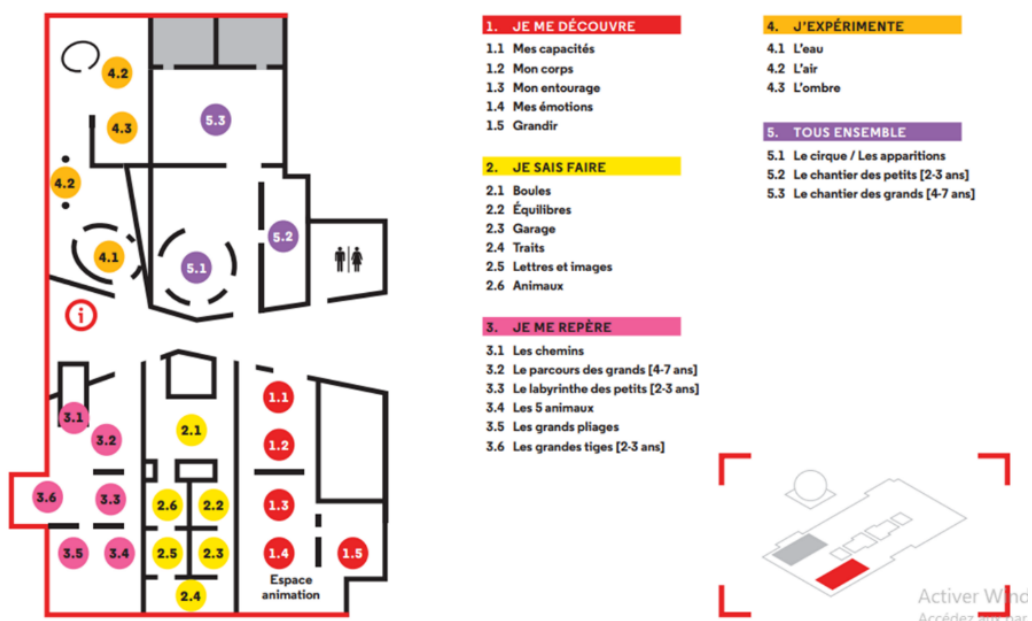 4.2
4.3
5.3
4.2
5.2
4.1
5.1
i
1.1
3.1
2.1
3.2
1.2
3.6
3.3
2.6
2.2
1.3
3.5
3.4
2.5
2.3
1.4
1.5
Espace
animation
2.4
1. JE ME DÉCOUVRE
1.1 Mes capacités
1.2 Mon corps
1.3 Mon entourage
1.4 Mes émotions
1.5 Grandir
2. JE SAIS FAIRE
2.1 Boules
2.2 Équilibres
2.3 Garage
2.4 Traits
2.5 Lettres et images
2.6 Animaux
3. JE ME REPÈRE
3.1 Les chemins
3.2 Le parcours des grands [4-7 ans]
3.3 Le labyrinthe des petits [2-3 ans]
3.4 Les 5 animaux
3.5 Les grands pliages
3.6 Les grandes tiges [2-3 ans]
4. J'EXPÉRIMENTE
4.1 L'eau
4.2 L'air
4.3 L'ombre
5. TOUS ENSEMBLE
5.1 Le cirque / Les apparitions
5.2 Le chantier des petits [2-3 ans]
5.3 Le chantier des grands [4-7 ans]
Activer
Accédez aux